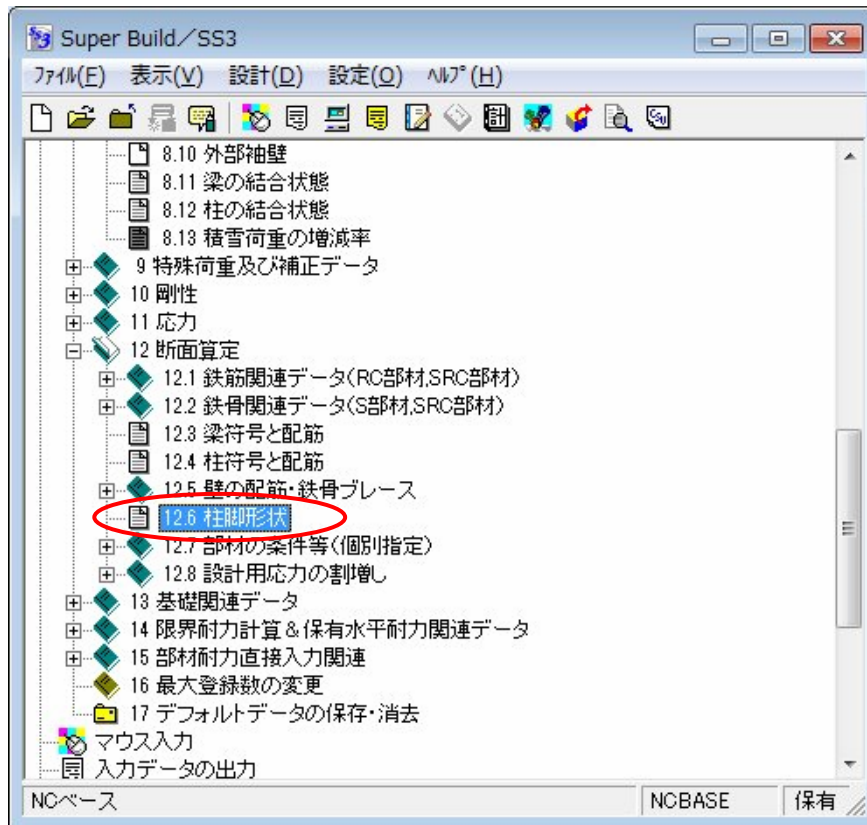 Super Build／SS3
ﾌｧｲﾙ(F) 表示(V) 設計(D) 設定(O) ﾍﾙﾌﾟ(H)
8.10 外部袖壁
8.11 梁の結合状態
8.12 柱の結合状態
8.13 積雪荷重の増減率
9 特殊荷重及び補正データ
10 剛性
11 応力
12 断面算定
12.1 鉄筋関連データ(RC部材,SRC部材)
12.2 鉄骨関連データ(S部材,SRC部材)
12.3 梁符号と配筋
12.4 柱符号と配筋
12.5 壁の配筋・鉄骨ブレース
12.6 柱脚形状
12.7 部材の条件等(個別指定)
12.8 設計用応力の割増し
13 基礎関連データ
14 限界耐力計算＆保有水平耐力関連データ
15 部材耐力直接入力関連
16 最大登録数の変更
17 デフォルトデータの保存・消去
マウス入力
入力データの出力
NCベース NCBASE 保有